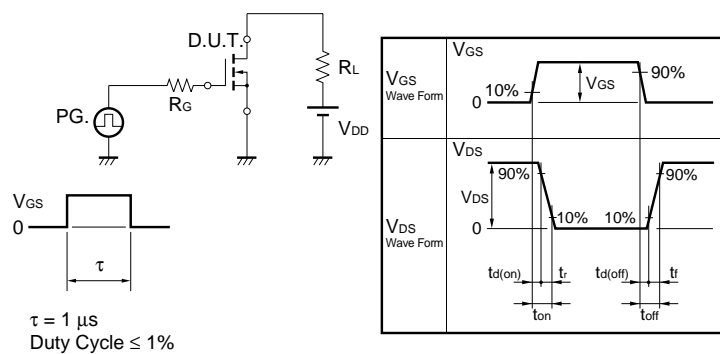 D.U.T.
RL
RG
PG.
VDD
VGS
0
τ
τ = 1 μs
Duty Cycle ≤ 1%
VGS
Wave Form
VGS
10%
0
VGS
90%
VDS
Wave Form
VDS
90%
VDS
0
10%
10%
90%
td(on)
tr
td(off)
tf
ton
toff